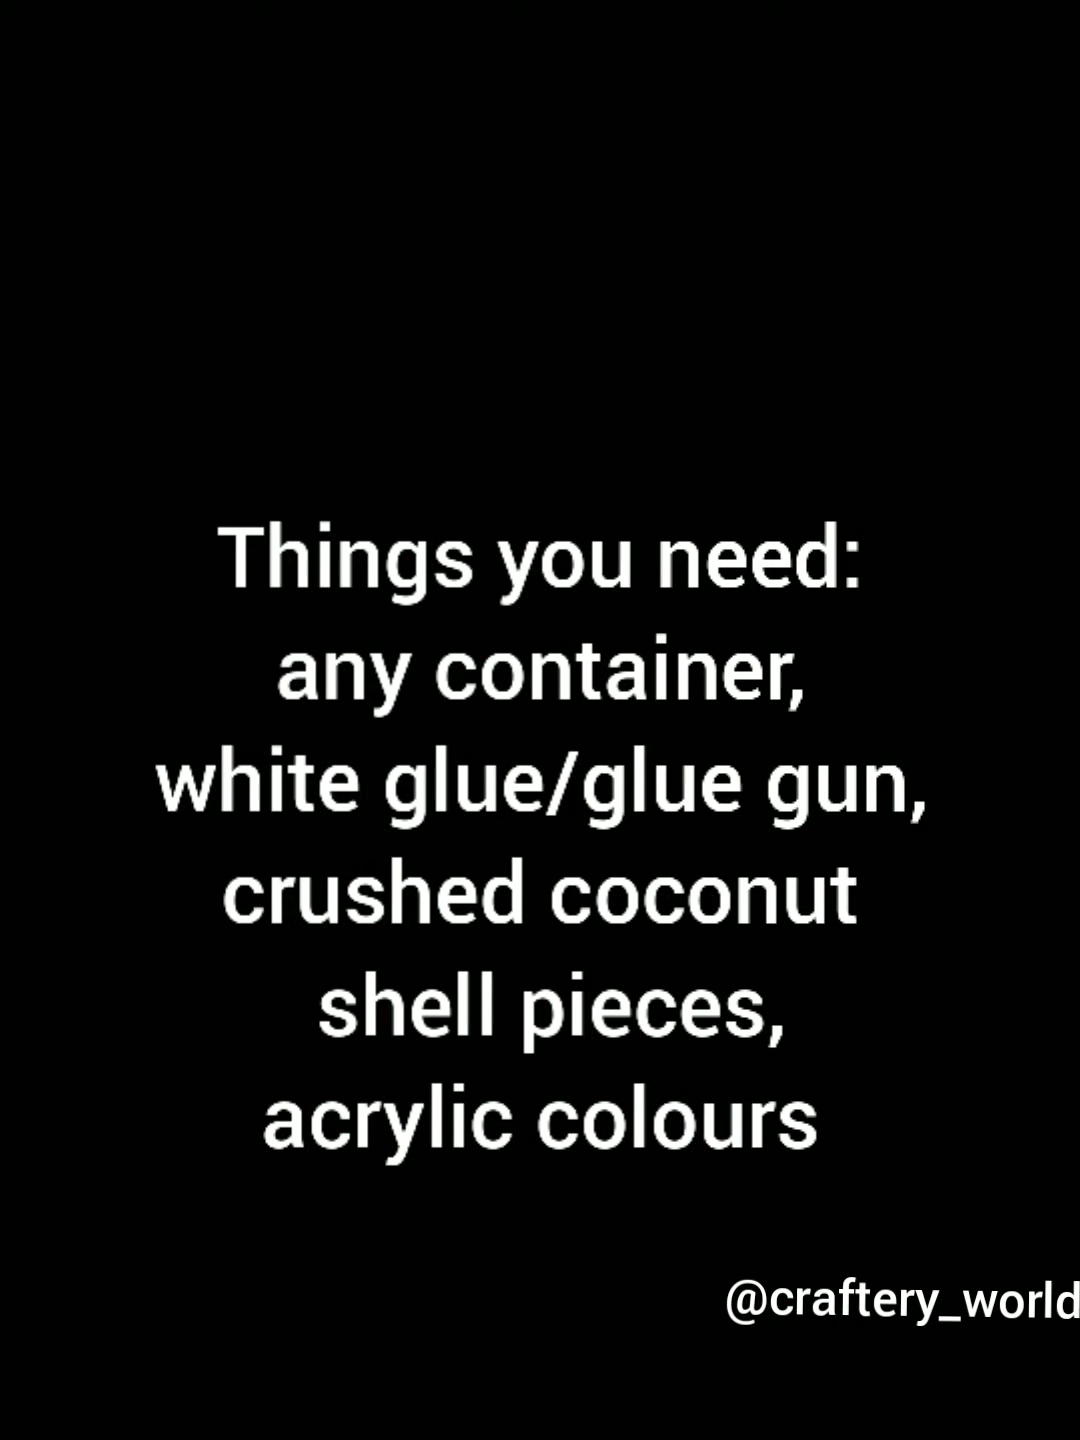 Things you need:
any container,
white glue/glue gun,
crushed coconut
shell pieces,
acrylic colours
@craftery_world